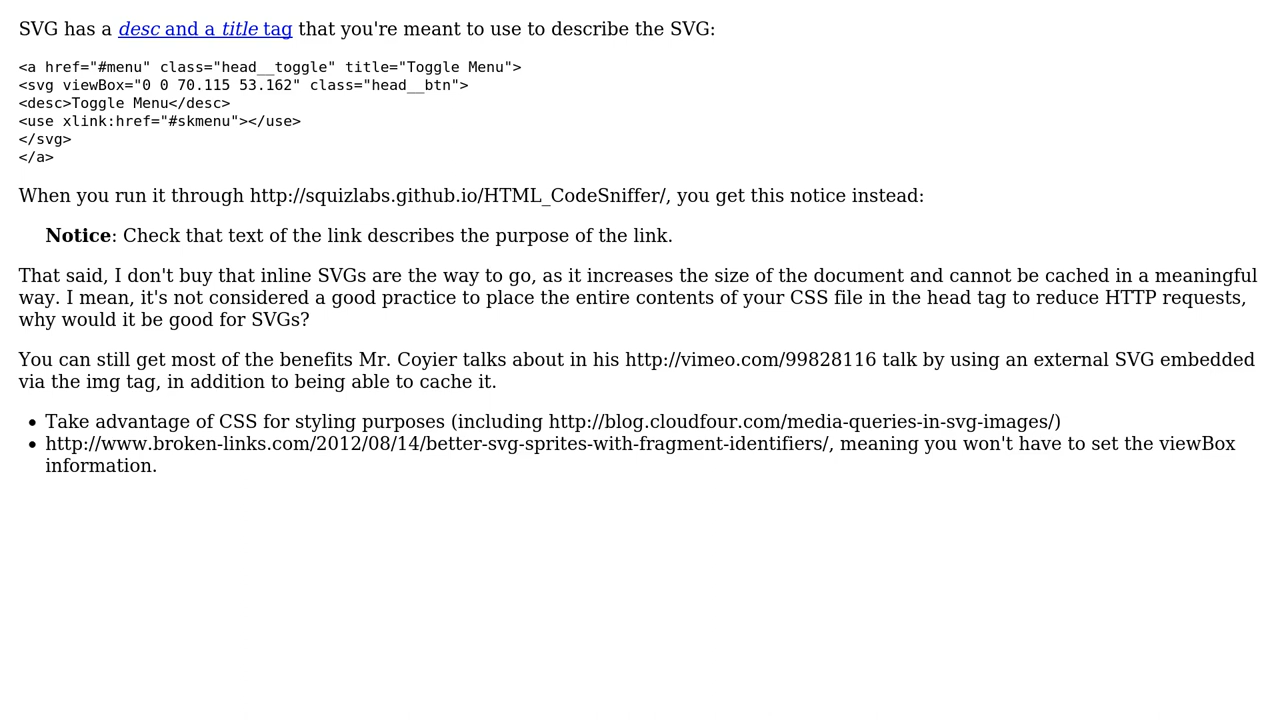 SVG has a desc and a title tag that you're meant to use to describe the SVG:
<a href="#menu" class="head__toggle" title="Toggle Menu">
<svg viewBox="0 0 70.115 53.162" class="head__btn">
<desc>Toggle Menu</desc>
<use xlink:href="#skmenu"></use>
</svg>
</a>
When you run it through http://squizlabs.github.io/HTML_CodeSniffer/, you get this notice instead:
Notice: Check that text of the link describes the purpose of the link.
That said, I don't buy that inline SVGs are the way to go, as it increases the size of the document and cannot be cached in a meaningful
way. I mean, it's not considered a good practice to place the entire contents of your CSS file in the head tag to reduce HTTP requests,
why would it be good for SVGs?
You can still get most of the benefits Mr. Coyier talks about in his http://vimeo.com/99828116 talk by using an external SVG embedded
via the img tag, in addition to being able to cache it.
• Take advantage of CSS for styling purposes (including http://blog.cloudfour.com/media-queries-in-svg-images/)
• http://www.broken-links.com/2012/08/14/better-svg-sprites-with-fragment-identifiers/, meaning you won't have to set the viewBox
information.